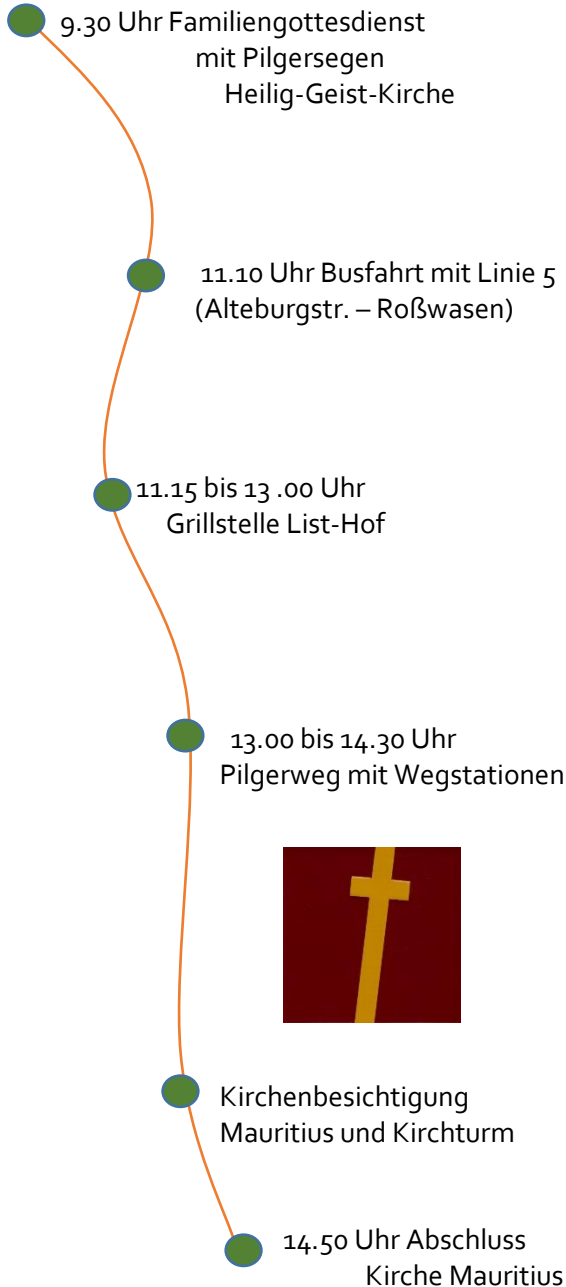 9.30 Uhr Familiengottesdienst
mit Pilgersegen
Heilig-Geist-Kirche
11.10 Uhr Busfahrt mit Linie 5
(Alteburgstr. – Roßwasen)
11.15 bis 13 .00 Uhr
Grillstelle List-Hof
13.00 bis 14.30 Uhr
Pilgerweg mit Wegstationen
Kirchenbesichtigung
Mauritius und Kirchturm
14.50 Uhr Abschluss
Kirche Mauritius